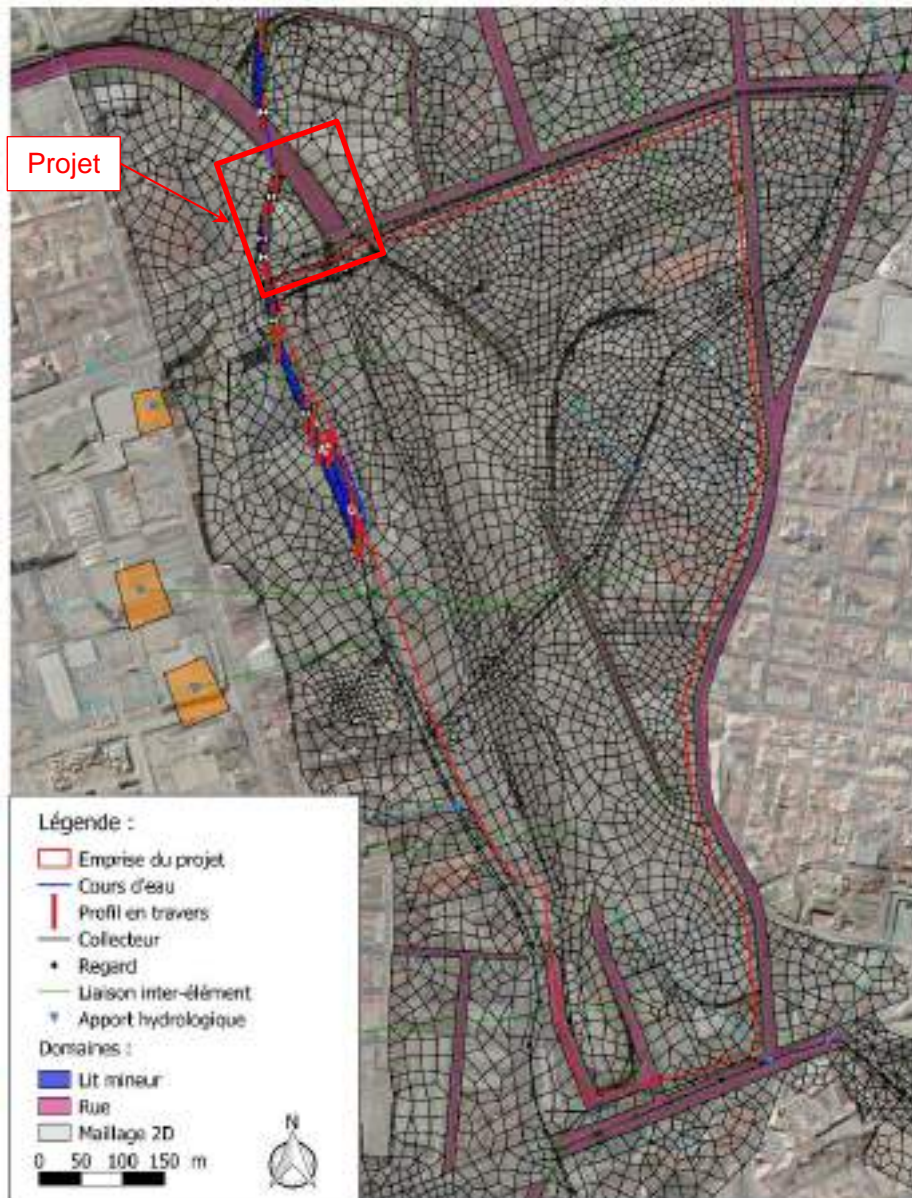 Projet
Légende :
Emprise du projet
Cours d'eau
Profil en travers
Collecteur
Regard
Liaison inter-élément
Apport hydrologique
Domaines :
Lit mineur
Rue
Maillage 2D
0 50 100 150 m
N